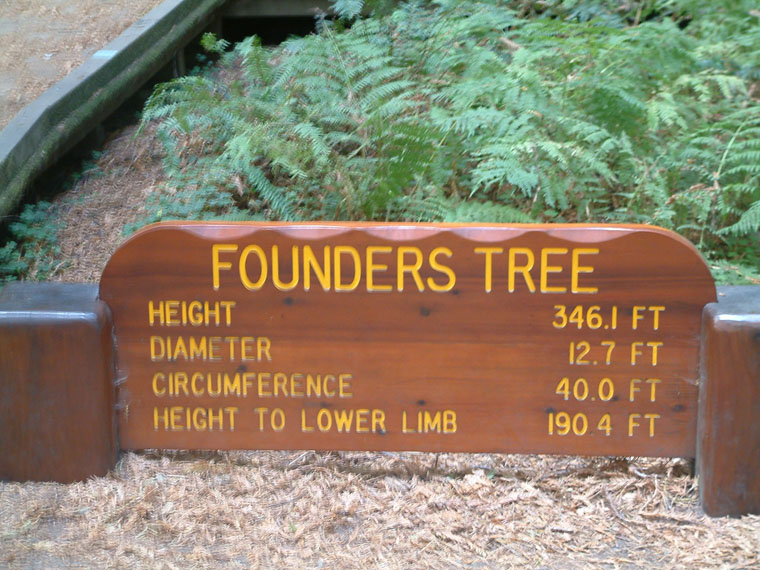 FOUNDERS TREE
HEIGHT 346.1 FT
DIAMETER 12.7 FT
CIRCUMFERENCE 40.0 FT
HEIGHT TO LOWER LIMB 190.4 FT